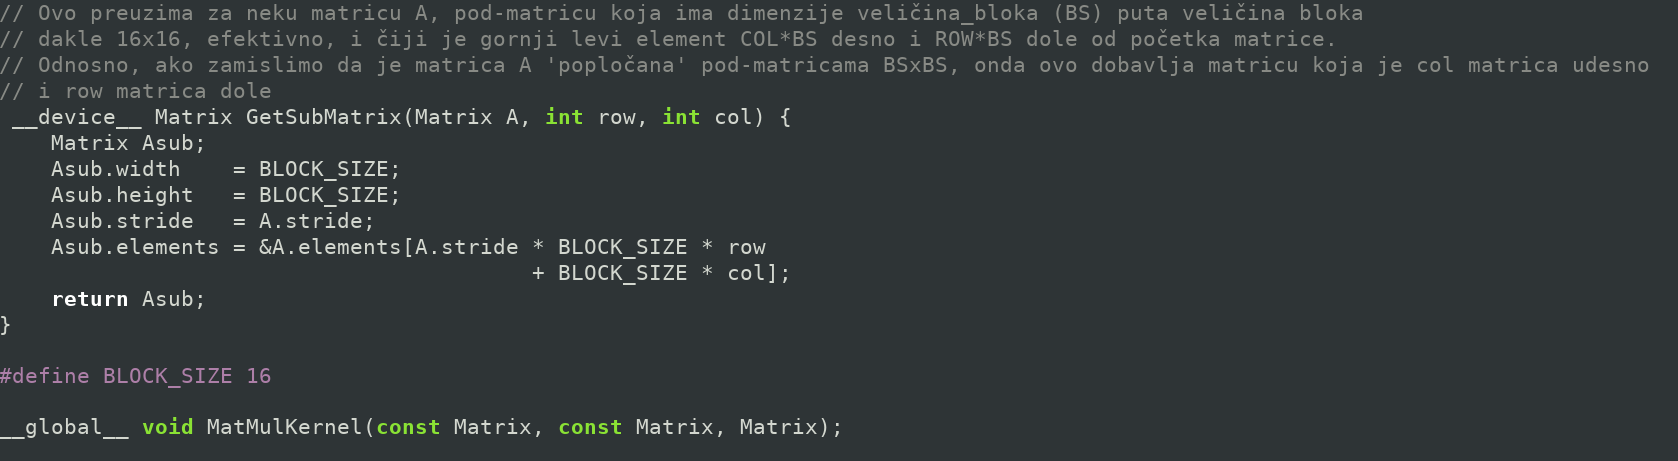 // Ovo preuzima za neku matricu A, pod-matricu koja ima dimenzije veličina_bloka (BS) puta veličina bloka
// dakle 16x16, efektivno, i čiji je gornji levi element COL*BS desno i ROW*BS dole od početka matrice.
// Odnosno, ako zamislimo da je matrica A 'popločana' pod-matricama BSxBS, onda ovo dobavlja matricu koja je col matrica udesno
// i row matrica dole
 __device__ Matrix GetSubMatrix(Matrix A, int row, int col) {
    Matrix Asub;
    Asub.width    = BLOCK_SIZE;
    Asub.height   = BLOCK_SIZE;
    Asub.stride   = A.stride;
    Asub.elements = &A.elements[A.stride * BLOCK_SIZE * row
                                         + BLOCK_SIZE * col];
    return Asub;
}
#define BLOCK_SIZE 16
__global__ void MatMulKernel(const Matrix, const Matrix, Matrix);